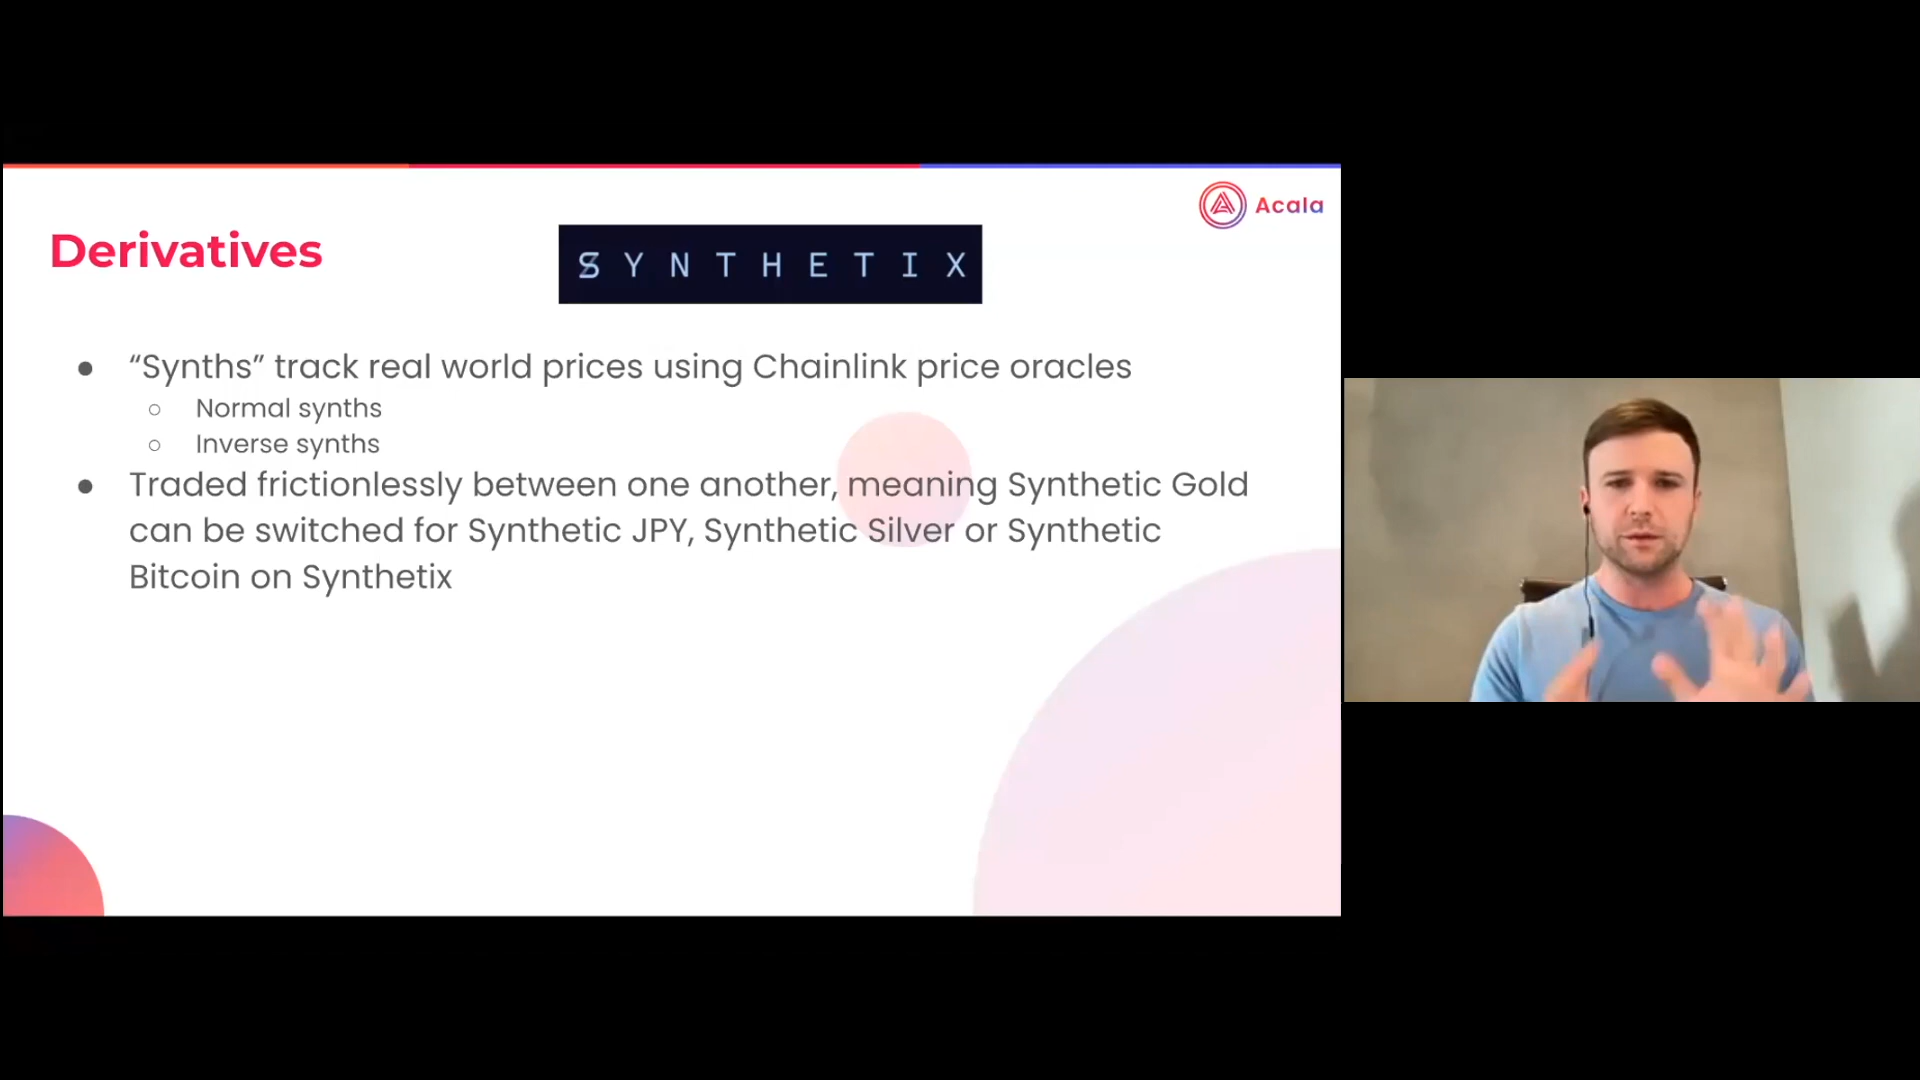 Acala
Derivatives
SYNTHETIX
“Synths” track real world prices using Chainlink price oracles
Normal synths
Inverse synths
Traded frictionlessly between one another, meaning Synthetic Gold
can be switched for Synthetic JPY, Synthetic Silver or Synthetic
Bitcoin on Synthetix